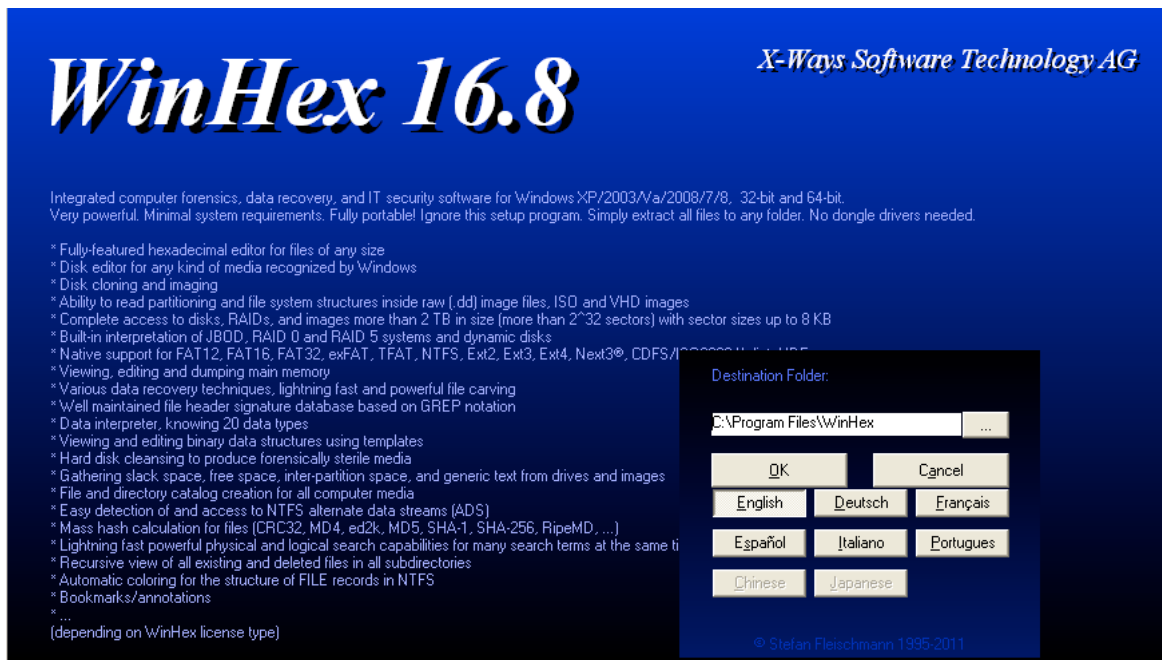 WinHex 16.8
X-Ways Software Technology AG
Integrated computer forensics, data recovery, and IT security software for Windows XP/2003/Va/2008/7/8, 32-bit and 64-bit.
Very powerful. Minimal system requirements. Fully portable! Ignore this setup program. Simply extract all files to any folder. No dongle drivers needed.
* Fully-featured hexadecimal editor for files of any size
* Disk editor for any kind of media recognized by Windows
* Disk cloning and imaging
* Ability to read partitioning and file system structures inside raw (.dd) image files, ISO and VHD images
* Complete access to disks, RAIDs, and images more than 2 TB in size (more than 2^32 sectors) with sector sizes up to 8 KB
* Built-in interpretation of JBOD, RAID 0 and RAID 5 systems and dynamic disks
* Native support for FAT12, FAT16, FAT32, exFAT, TFAT, NTFS, Ext2, Ext3, Ext4, Next3®,
* Viewing, editing and dumping main memory
* Various data recovery techniques, lightning fast and powerful file carving
* Well maintained file header signature database based on GREP notation
* Data interpreter, knowing 20 data types
* Viewing and editing binary data structures using templates
* Hard disk cleansing to produce forensically sterile media
* Gathering slack space, free space, inter-partition space, and generic text from drives and images
* File and directory catalog creation for all computer media
* Easy detection of and access to NTFS alternate data streams (ADS)
* Mass hash calculation for files (CRC32, MD4, ed2k, MD5, SHA-1, SHA-256, RipeMD, ...)
* Lightning fast powerful physical and logical search capabilities for many search terms at the same ti
* Recursive view of all existing and deleted files in all subdirectories
* Automatic coloring for the structure of FILE records in NTFS
* Bookmarks/annotations
* ...
(depending on WinHex license type)
Destination Folder:
C:\Program Files\WinHex ...
OK Cancel
English Deutsch Français
Español Italiano Portugues
Chinese Japanese
© Stefan Fleischmann 1995-2011